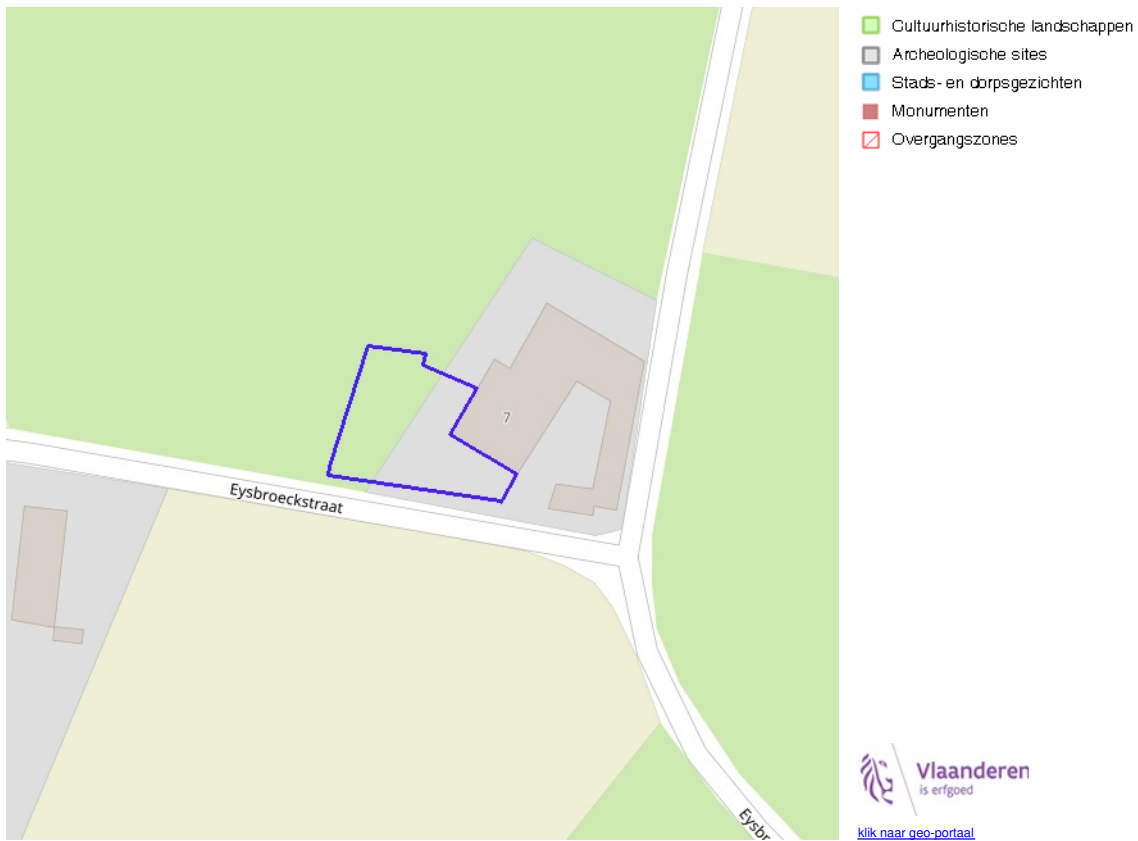 Cultuurhistorische landschappen
Archeologische sites
Stads- en dorpsgezichten
Monumenten
Overgangszones
7
Eysbroeckstraat
Eysbr
Vlaanderen
is erfgoed
klik naar geo-portaal